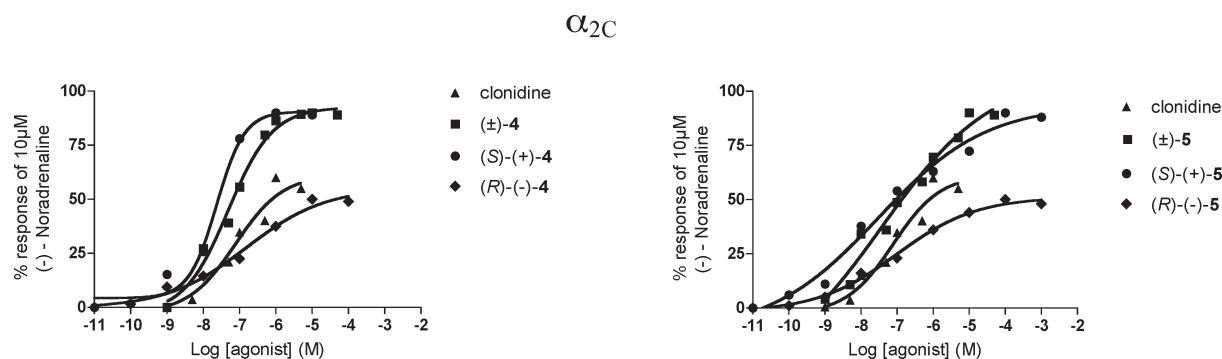 α2C
% response of 10μM
(-) - Noradrenaline
100
75
50
25
0
-11 -10 -9 -8 -7 -6 -5 -4 -3 -2
Log [agonist] (M)
clonidine
(±)-4
(S)-(+)-4
(R)-(-)-4
% response of 10μM
(-) - Noradrenaline
100
75
50
25
0
-11 -10 -9 -8 -7 -6 -5 -4 -3 -2 -1
Log [agonist] (M)
clonidine
(±)-5
(S)-(+)-5
(R)-(-)-5